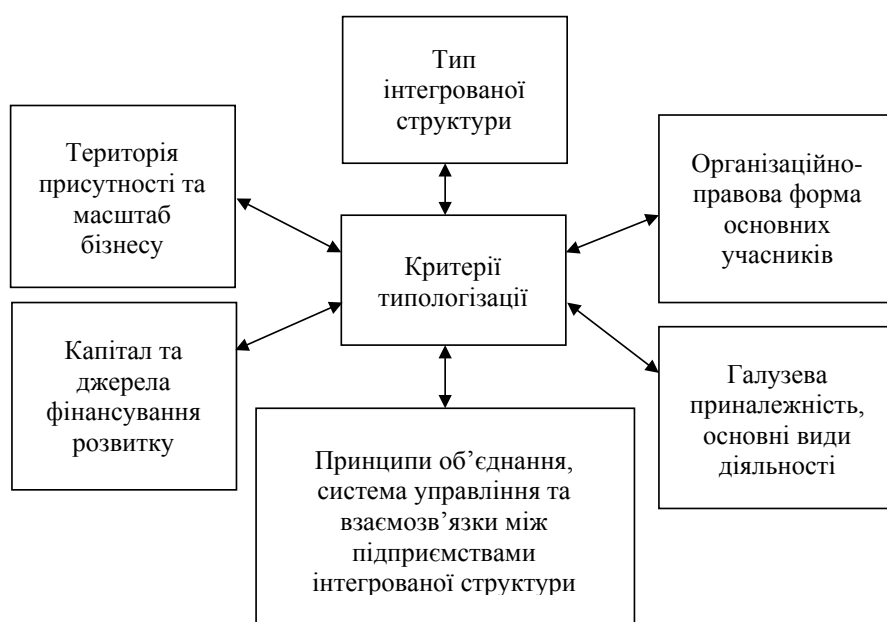 Тип
інтегрованої
структури
Територія
присутності та
масштаб
бізнесу
Організаційно-
правова форма
основних
учасників
Критерії
типологізації
Капітал та
джерела
фінансування
розвитку
Галузева
приналежність,
основні види
діяльності
Принципи об’єднання,
система управління та
взаємозв’язки між
підприємствами
інтегрованої структури